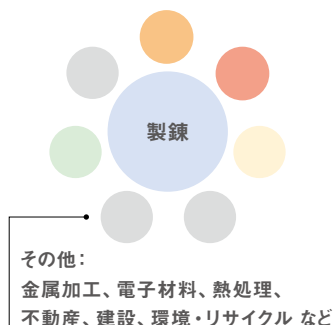 製錬
その他：
金属加工、電子材料、熱処理、
不動産、建設、環境・リサイクル など